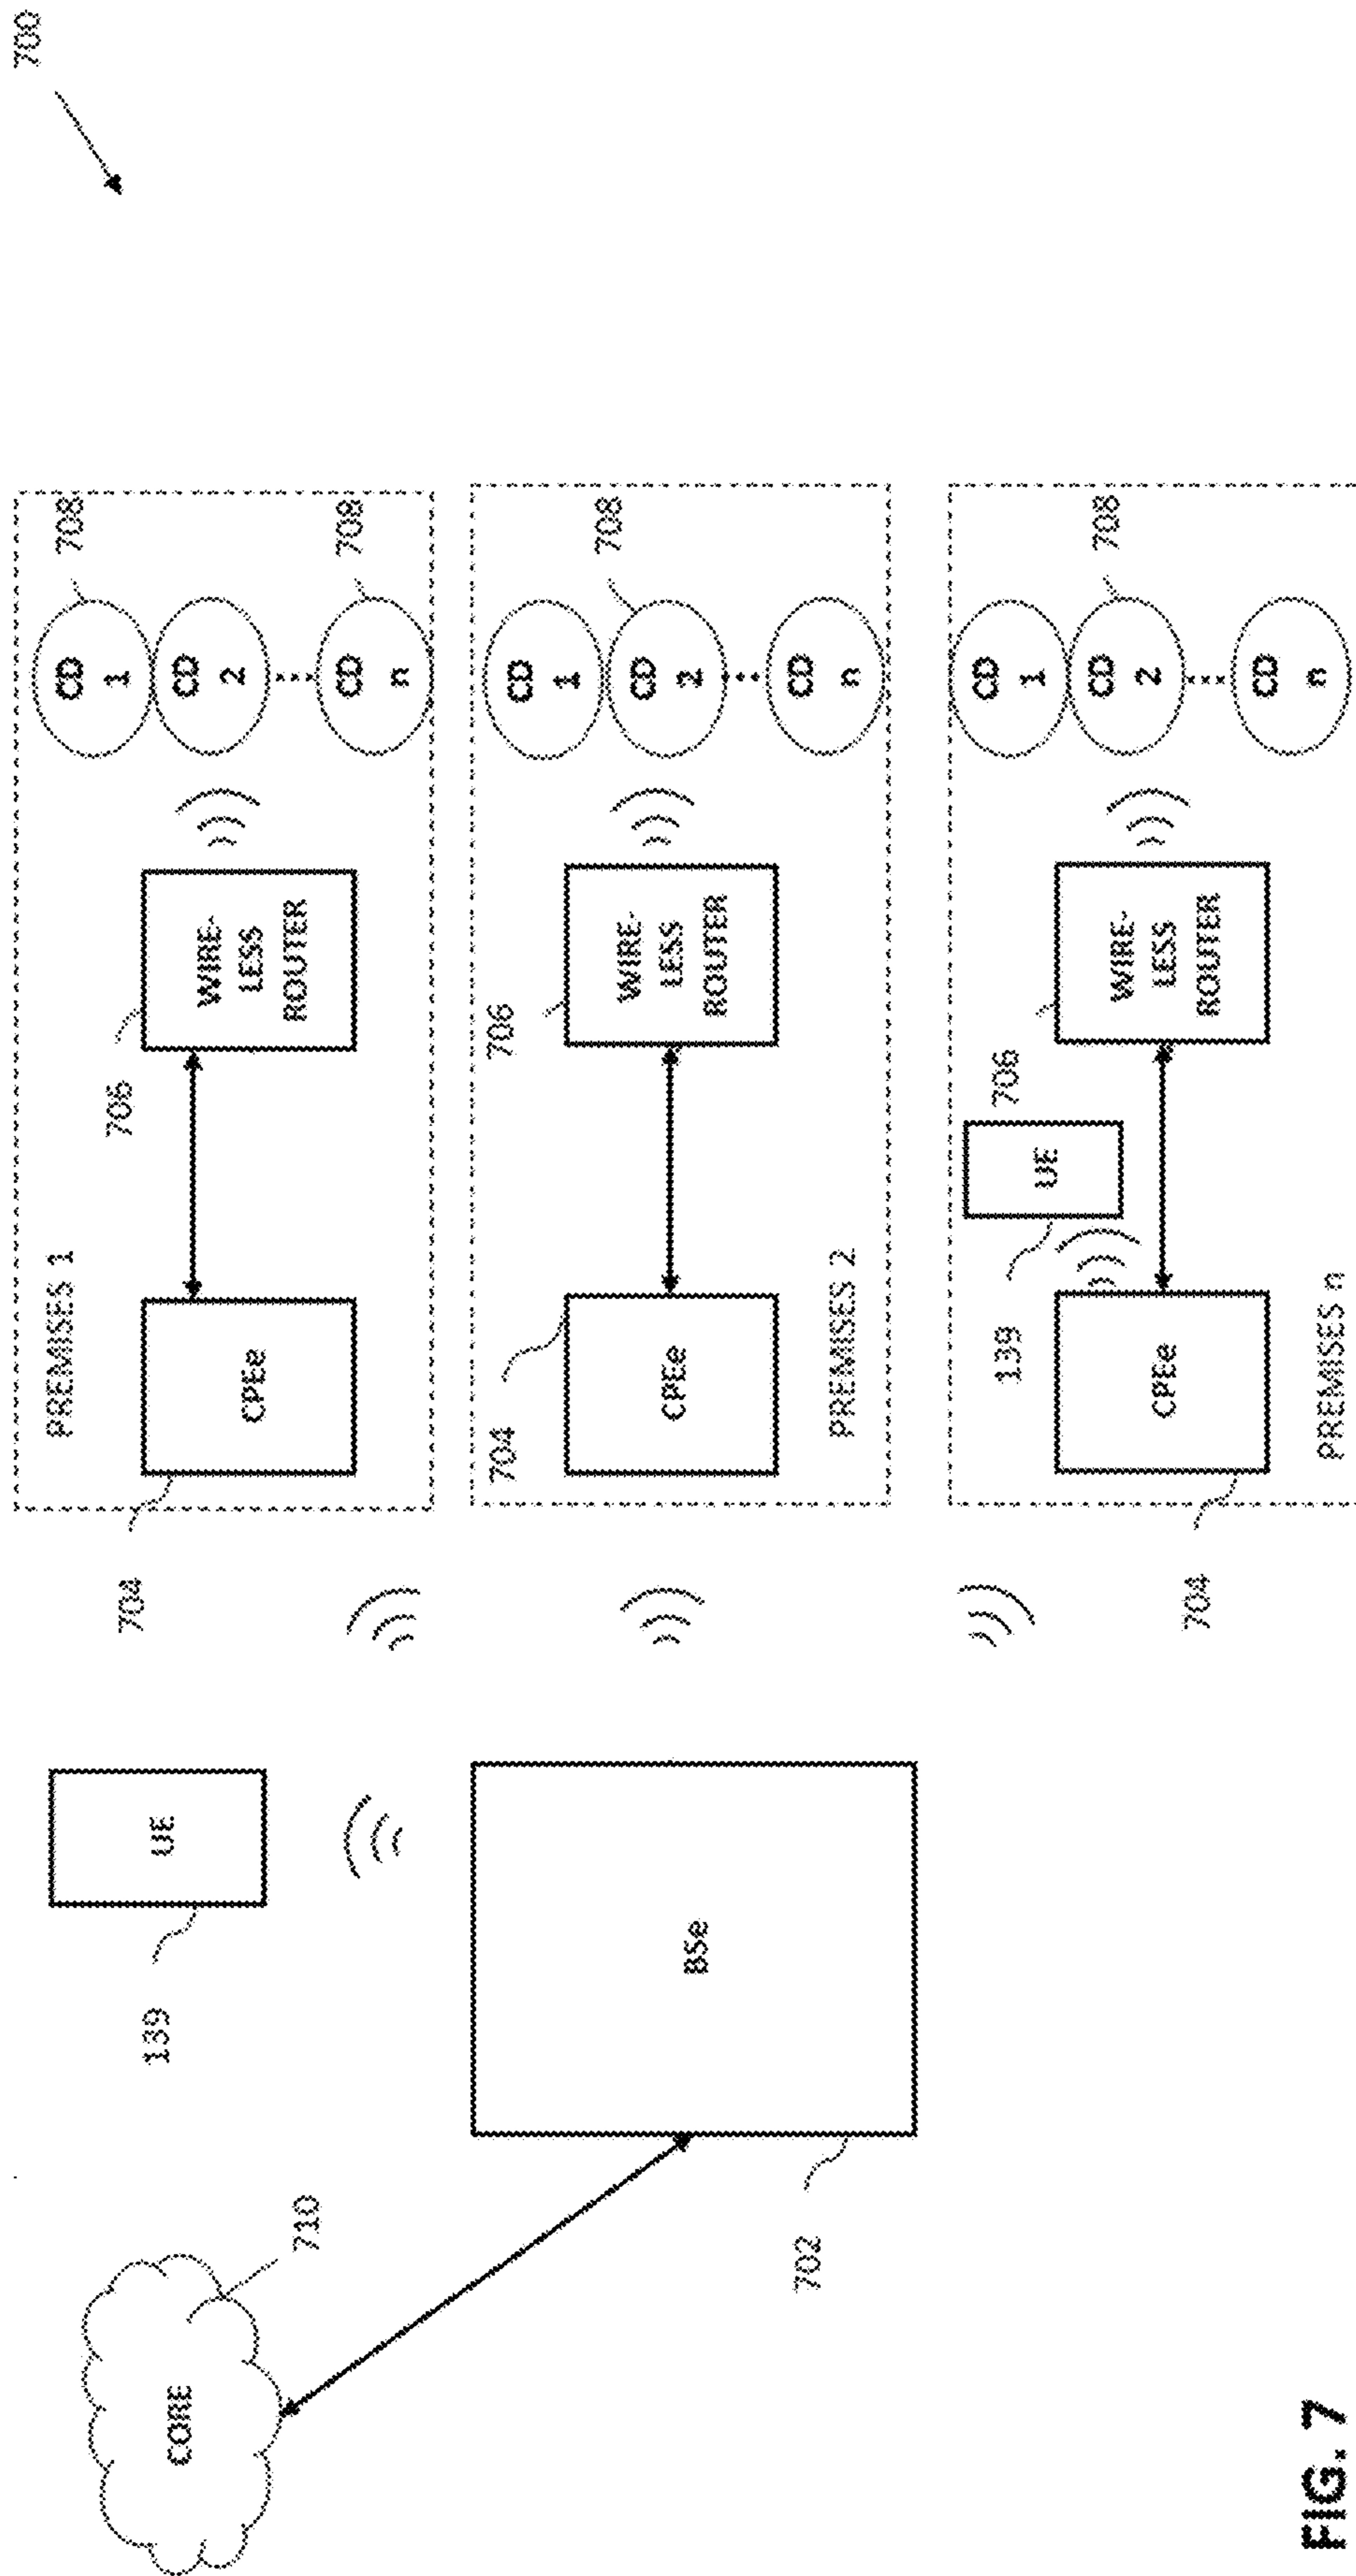 700
PREMISES 1
704
CPEe
706
WIRE-
LESS
ROUTER
708
708
CD
1
CD
2
CD
n
UE
139
CORE
710
BSe
702
704
CPEe
PREMISES 2
706
WIRE-
LESS
ROUTER
708
CD
1
CD
2
CD
n
139
UE
704
CPEe
PREMISES n
706
WIRE-
LESS
ROUTER
708
CD
1
CD
2
CD
n
FIG. 7